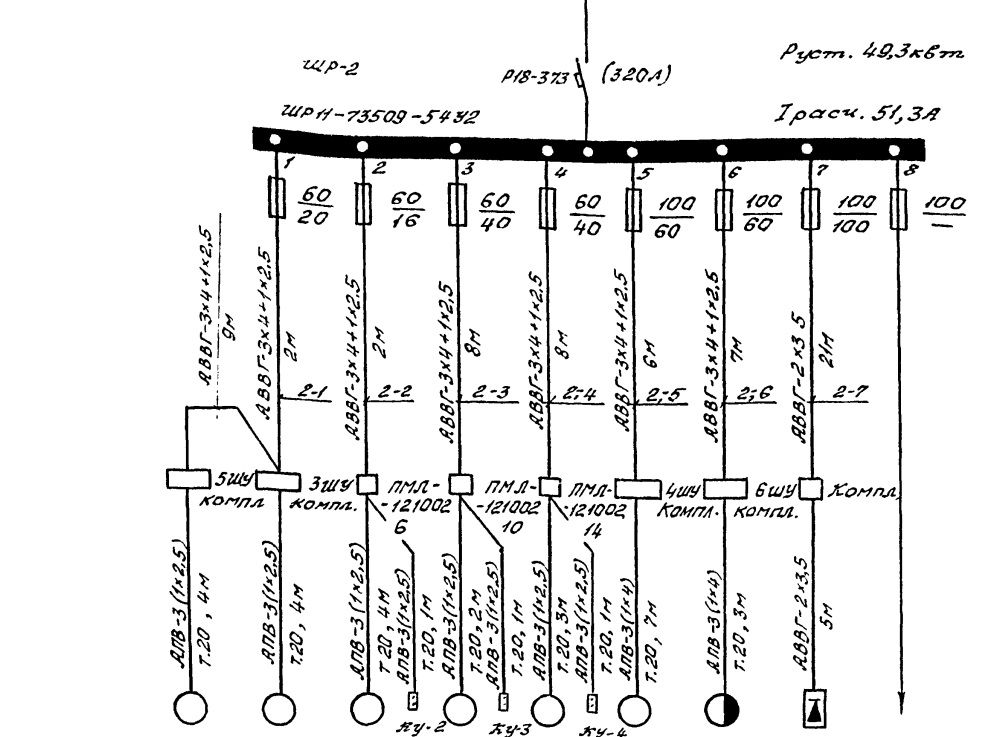 ШР-2
Р18-373 (320А)
Руст. 49,3квт
ШР11-73509-54У2
Iрасч. 51,3А
1 2 3 4 5 6 7 8
60/20 60/16 60/40 60/40 100/60 100/60 100/100 100/—
АВВГ-3х4+1х2,5
9м
АВВГ-3х4+1х2,5
2м
АВВГ-3х4+1х2,5
2м
АВВГ-3х4+1х2,5
8м
АВВГ-3х4+1х2,5
8м
АВВГ-3х4+1х2,5
6м
АВВГ-3х4+1х2,5
7м
АВВГ-2х3 5
21м
2-1 2-2 2-3 2-4 2-5 2-6 2-7
5ШУ
компл
3ШУ
компл.
ПМЛ-
-121002
6
ПМЛ-
-121002
10
ПМЛ-
-121002
14
4ШУ
компл.
6ШУ
компл.
Компл.
АПВ-3(1х2,5)
Т.20, 4м
АПВ-3(1х2,5)
Т.20, 4м
АПВ-3(1х2,5)
Т.20, 4м
АПВ-3(1х2,5)
Т.20, 1м
АПВ-3(1х2,5)
Т.20, 2м
АПВ-3(1х2,5)
Т.20, 1м
АПВ-3(1х2,5)
Т.20, 3м
АПВ-3(1х2,5)
Т.20, 1м
АПВ-3(1х4)
Т.20, 7м
АПВ-3(1х4)
Т.20, 3м
АВВГ-2х3,5
5м
Ку-2 Ку-3 Ку-4